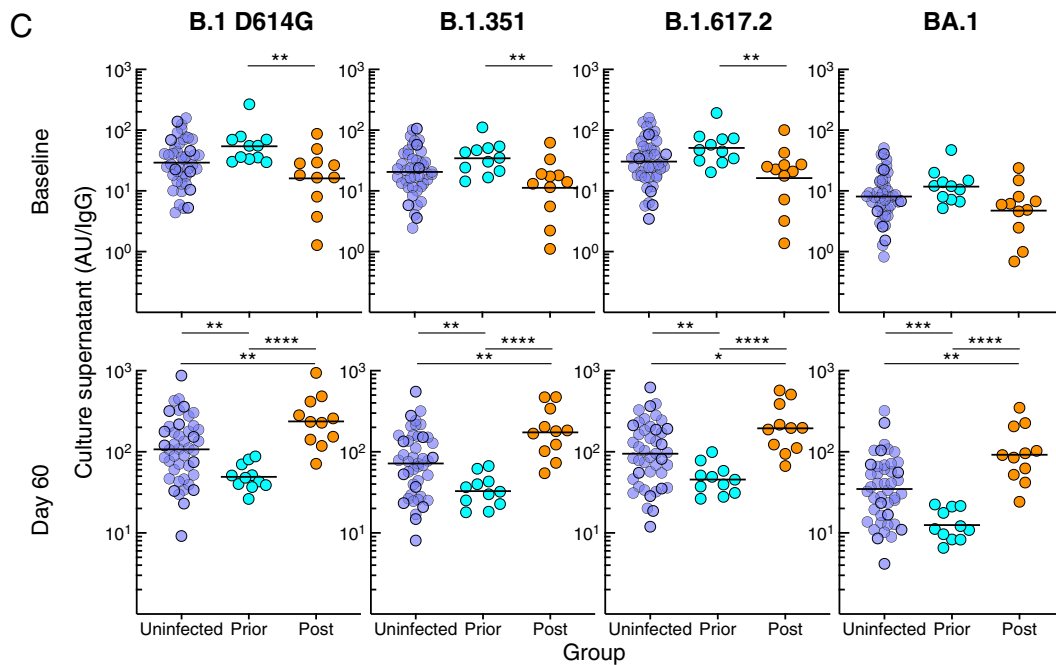 C
B.1 D614G B.1.351 B.1.617.2 BA.1
Baseline
Day 60
Culture supernatant (AU/IgG)
** ** **
10³ 10³ 10³ 10³
10² 10² 10² 10²
10¹ 10¹ 10¹ 10¹
10⁰ 10⁰ 10⁰ 10⁰
** ** ** ***
**** **** **** ****
** ** * **
10³ 10³ 10³ 10³
10² 10² 10² 10²
10¹ 10¹ 10¹ 10¹
Uninfected Prior Post Uninfected Prior Post Uninfected Prior Post Uninfected Prior Post
Group